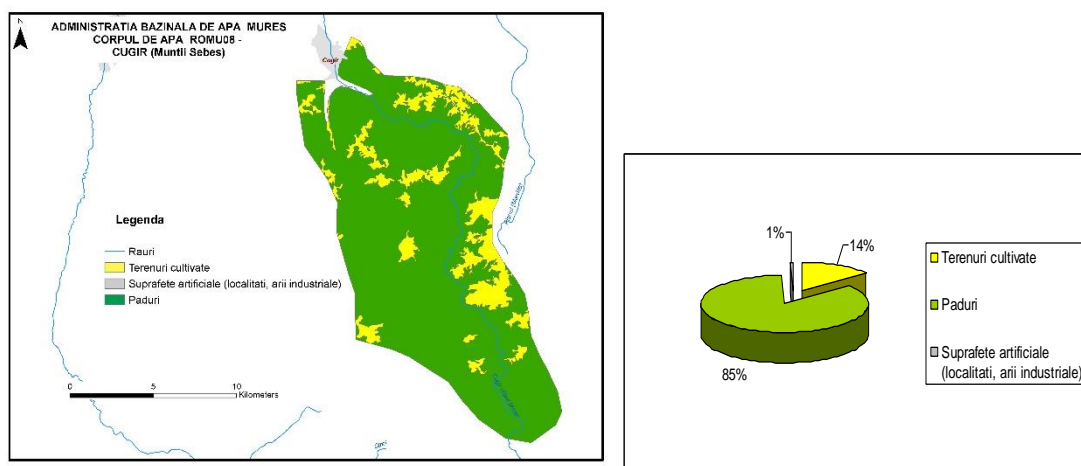 N
ADMINISTRATIA BAZINALA DE APA MURES
CORPUL DE APA ROMU08 -
CUGIR (Muntii Sebes)
Cugir
Legenda
Rauri
Terenuri cultivate
Suprafete artificiale (localitati, arii industriale)
Paduri
0 5 10
Kilometers
1%
14%
85%
Terenuri cultivate
Paduri
Suprafete artificiale
(localitati, arii industriale)